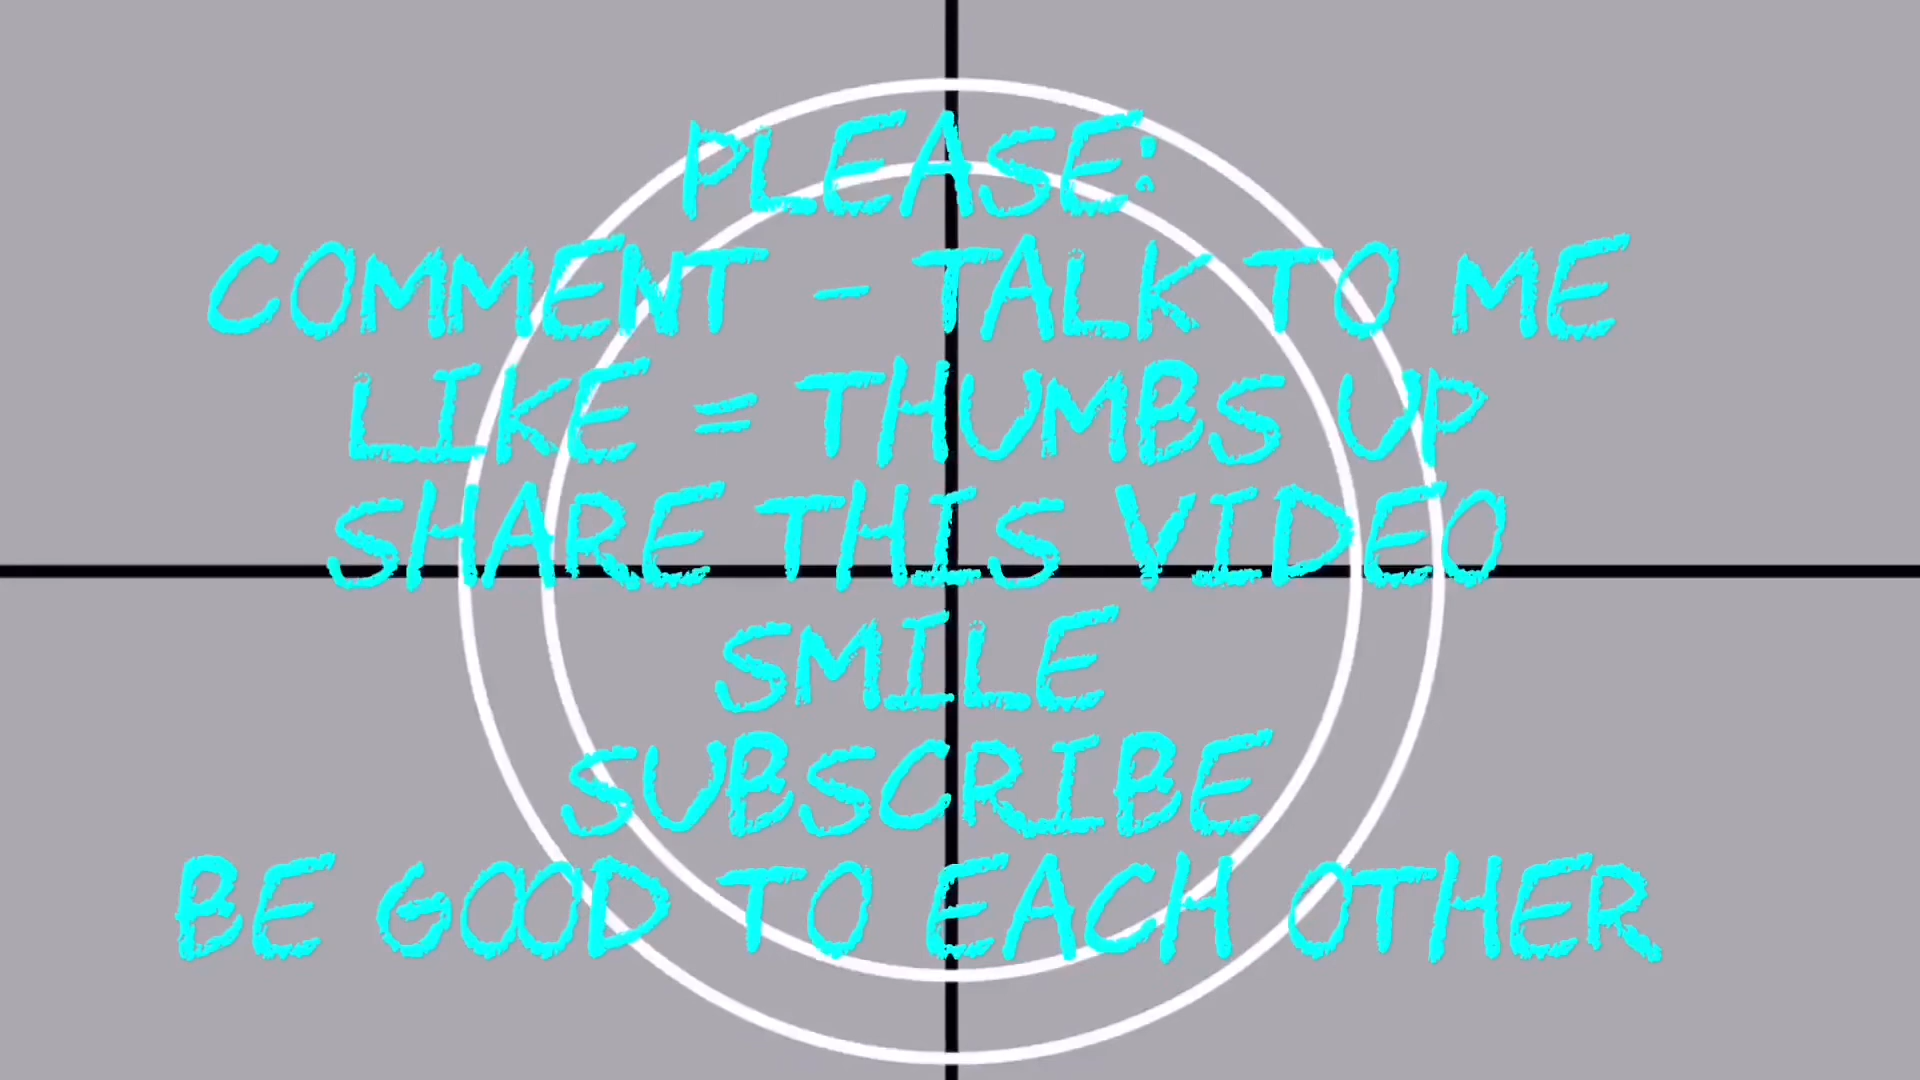 PLEASE:
COMMENT - TALK TO ME
LIKE = THUMBS UP
SHARE THIS VIDEO
SMILE
SUBSCRIBE
BE GOOD TO EACH OTHER